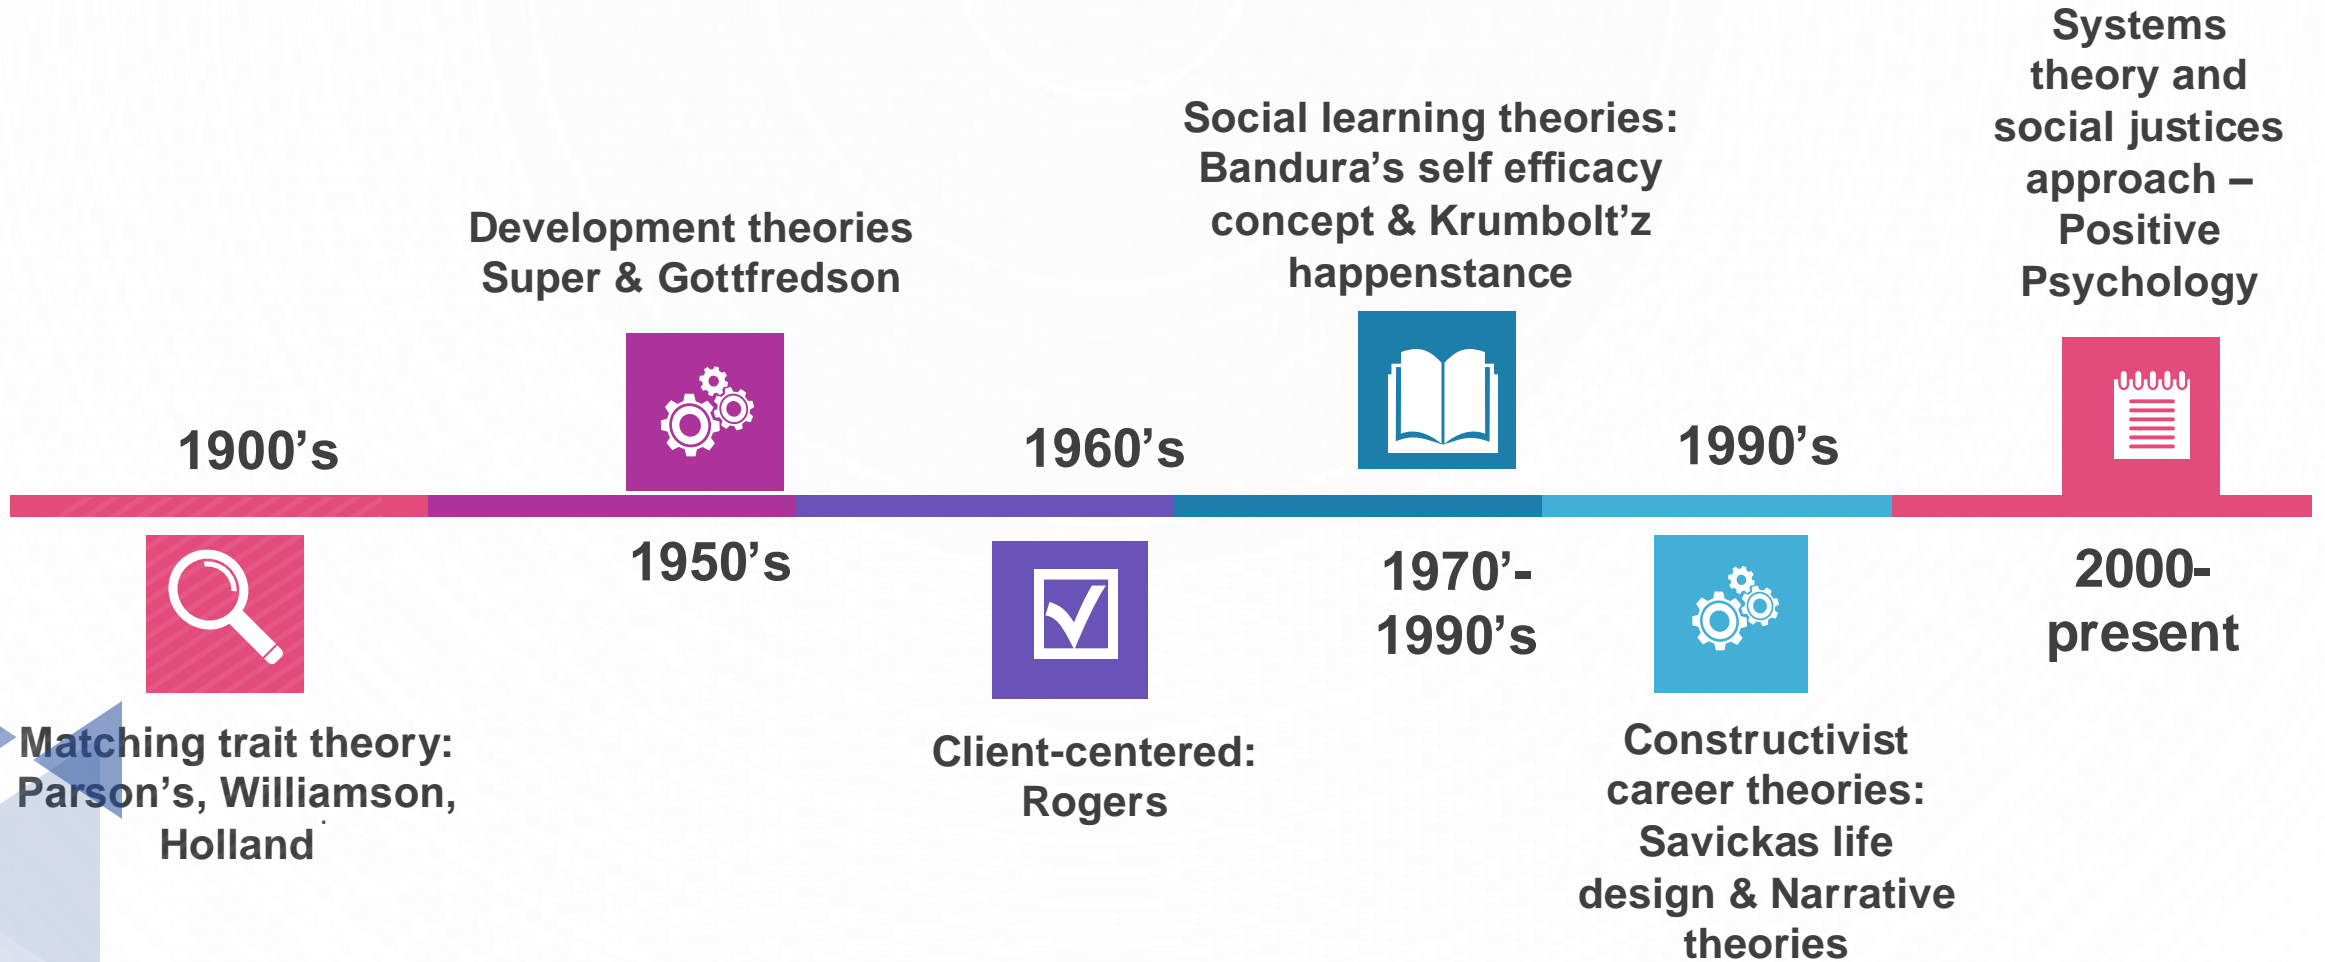 1900's
Matching trait theory:
Parson's, Williamson,
Holland
Development theories
Super & Gottfredson
1950's
1960's
Client-centered:
Rogers
Social learning theories:
Bandura’s self efficacy
concept & Krumbolt’z
happenstance
1970’-
1990’s
1990’s
Constructivist
career theories:
Savickas life
design & Narrative
theories
Systems
theory and
social justices
approach –
Positive
Psychology
2000-
present